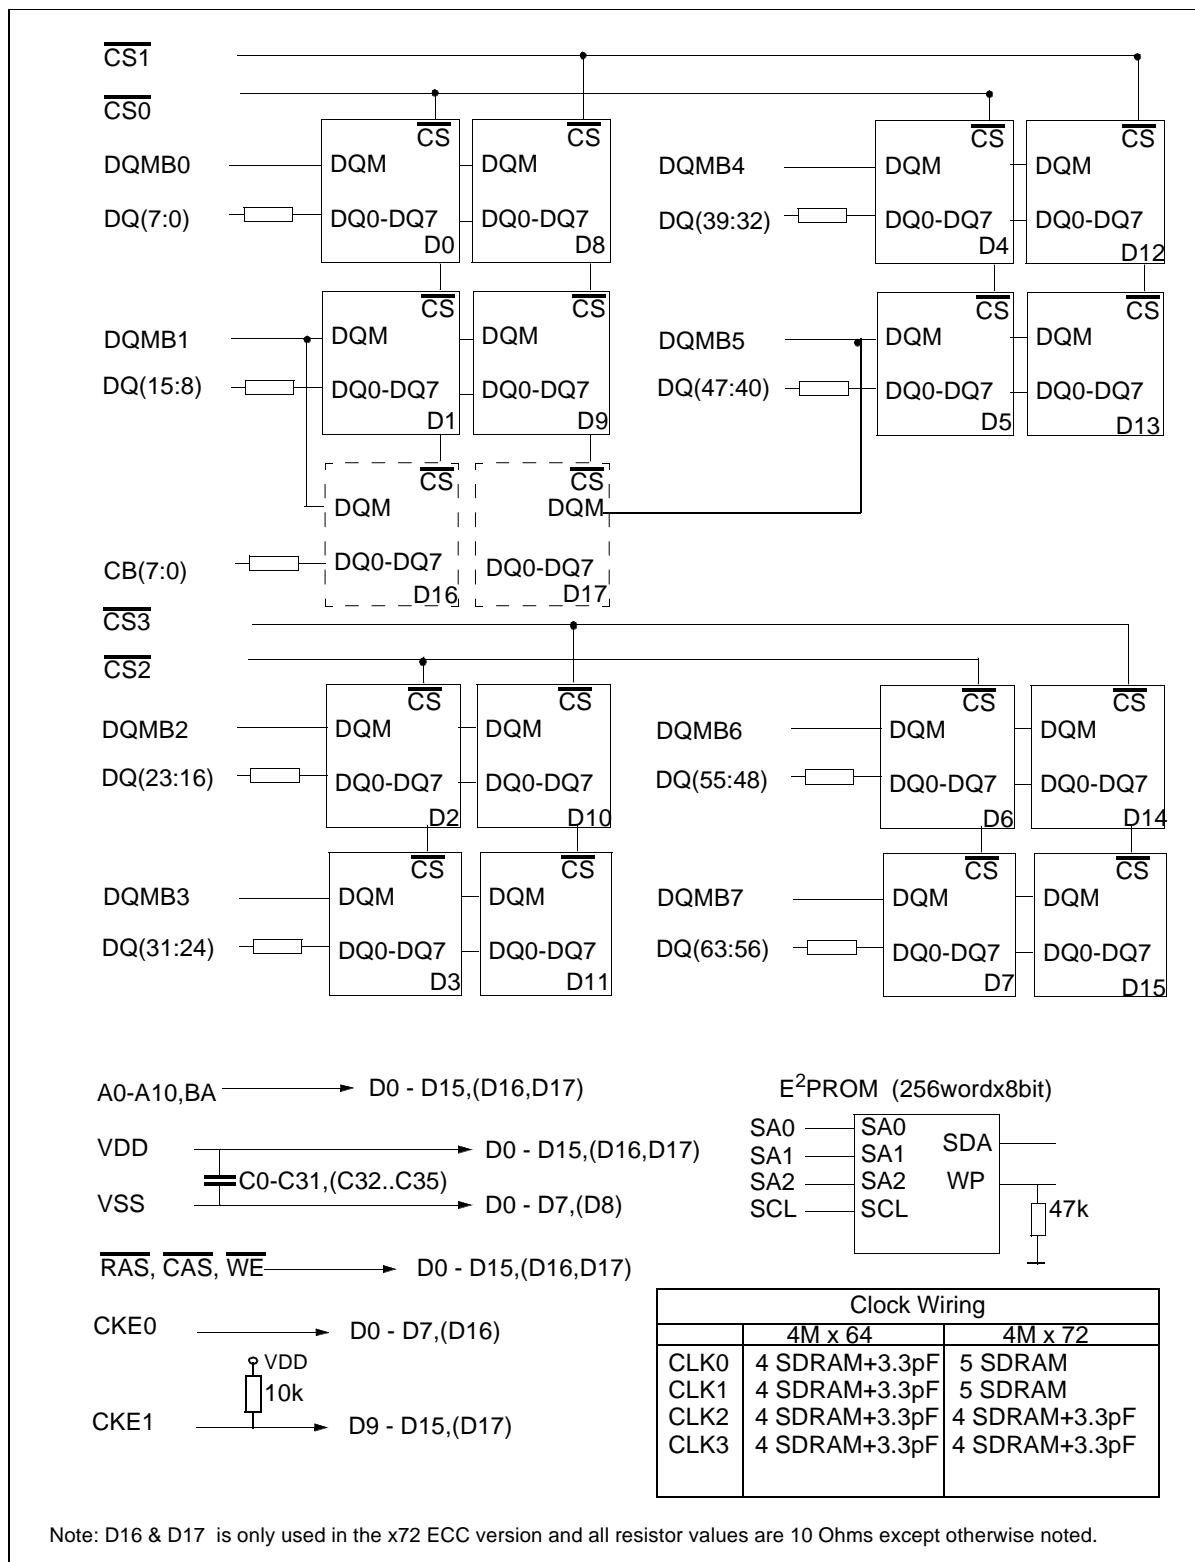 CS1
CS0
CS CS CS CS
DQMB0 DQM DQM DQMB4 DQM DQM
DQ(7:0) DQ0-DQ7 DQ0-DQ7 DQ(39:32) DQ0-DQ7 DQ0-DQ7
D0 D8 D4 D12
CS CS CS CS
DQMB1 DQM DQM DQMB5 DQM DQM
DQ(15:8) DQ0-DQ7 DQ0-DQ7 DQ(47:40) DQ0-DQ7 DQ0-DQ7
D1 D9 D5 D13
CS CS
DQM DQM
CB(7:0) DQ0-DQ7 DQ0-DQ7
D16 D17
CS3
CS2
CS CS CS CS
DQMB2 DQM DQM DQMB6 DQM DQM
DQ(23:16) DQ0-DQ7 DQ0-DQ7 DQ(55:48) DQ0-DQ7 DQ0-DQ7
D2 D10 D6 D14
CS CS CS CS
DQMB3 DQM DQM DQMB7 DQM DQM
DQ(31:24) DQ0-DQ7 DQ0-DQ7 DQ(63:56) DQ0-DQ7 DQ0-DQ7
D3 D11 D7 D15
A0-A10,BA D0 - D15,(D16,D17)
VDD D0 - D15,(D16,D17)
C0-C31,(C32..C35)
VSS D0 - D7,(D8)
RAS, CAS, WE D0 - D15,(D16,D17)
CKE0 D0 - D7,(D16)
VDD
10k
CKE1 D9 - D15,(D17)
E²PROM (256wordx8bit)
SA0 SA0 SDA
SA1 SA1
SA2 SA2 WP
SCL SCL 47k
Clock Wiring
4M x 64 4M x 72
CLK0 4 SDRAM+3.3pF 5 SDRAM
CLK1 4 SDRAM+3.3pF 5 SDRAM
CLK2 4 SDRAM+3.3pF 4 SDRAM+3.3pF
CLK3 4 SDRAM+3.3pF 4 SDRAM+3.3pF
Note: D16 & D17 is only used in the x72 ECC version and all resistor values are 10 Ohms except otherwise noted.